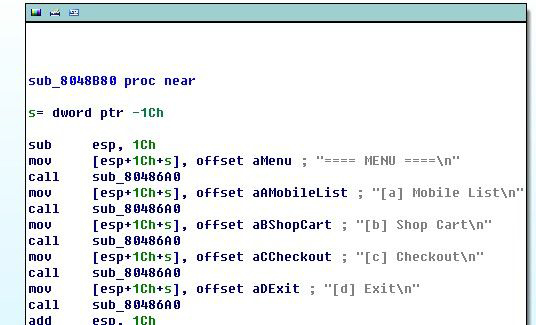 sub_8048B80 proc near
s= dword ptr -1Ch
sub esp, 1Ch
mov [esp+1Ch+s], offset aMenu ; "==== MENU ====\n"
call sub_80486A0
mov [esp+1Ch+s], offset aAMobileList ; "[a] Mobile List\n"
call sub_80486A0
mov [esp+1Ch+s], offset aBShopCart ; "[b] Shop Cart\n"
call sub_80486A0
mov [esp+1Ch+s], offset aCCheckout ; "[c] Checkout\n"
call sub_80486A0
mov [esp+1Ch+s], offset aDExit ; "[d] Exit\n"
call sub_80486A0
add esp, 1Ch